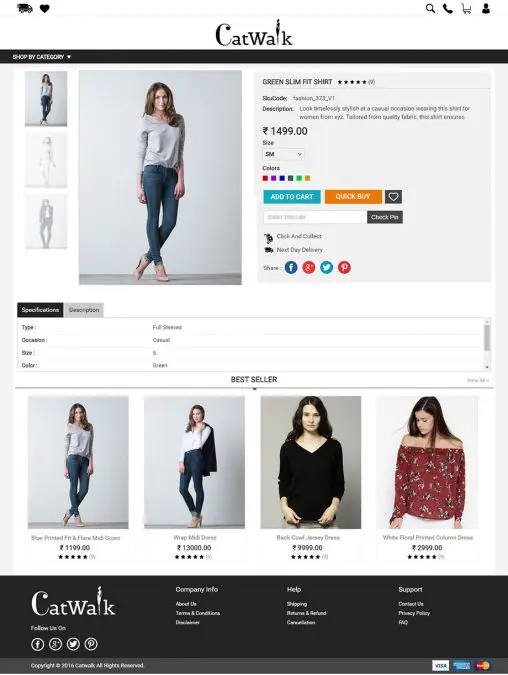 CatWalk
SHOP BY CATEGORY
GREEN SLIM FIT SHIRT ★★★★★ (9)
SkuCode: fashion_373_V1
Description: Look timelessly stylish at a casual occasion wearing this shirt for
women from xyz. Tailored from quality fabric, this shirt ensures
₹ 1499.00
Size
SM
Colors
ADD TO CART QUICK BUY
Enter Pincode Check Pin
Click And Collect
Next Day Delivery
Share :
Specifications Description
Type : Full Sleeves
Occasion : Casual
Size : S
Color : Green
BEST SELLER View All »
Blue Printed Fit & Flare Midi Gown Wrap Midi Dress Back Cowl Jersey Dress White Floral Printed Column Dress
₹ 1199.00 ₹ 13000.00 ₹ 9999.00 ₹ 2999.00
★★★★★ (9) ★★★★★ (9) ★★★★★ (9) ★★★★★ (9)
CatWalk
Company Info Help Support
About Us Shipping Contact Us
Terms & Conditions Returns & Refund Privacy Policy
Disclaimer Cancellation FAQ
Follow Us On
Copyright © 2016 Catwalk All Rights Reserved.
VISA